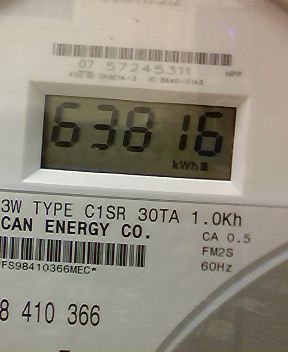 07 57245311
HPP
63816
kWh
3W TYPE C1SR 30TA 1.0Kh
CAN ENERGY CO.
CA 0.5
FM2S
60Hz
FS98410366MEC*
8 410 366